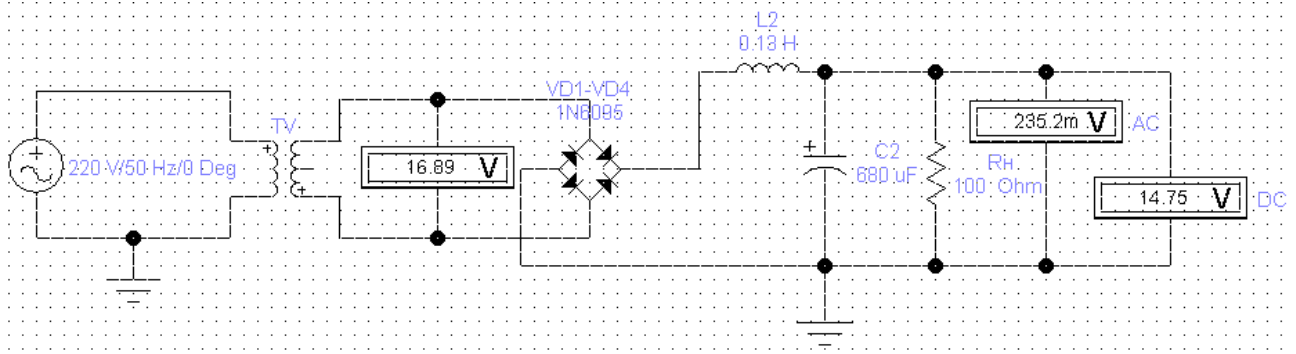 L2
0.13 H
VD1-VD4
1N6095
TV
220 V/50 Hz/0 Deg
16.89 V
235.2m V
AC
+
C2
680 uF
Rн
100 Ohm
14.75 V
DC